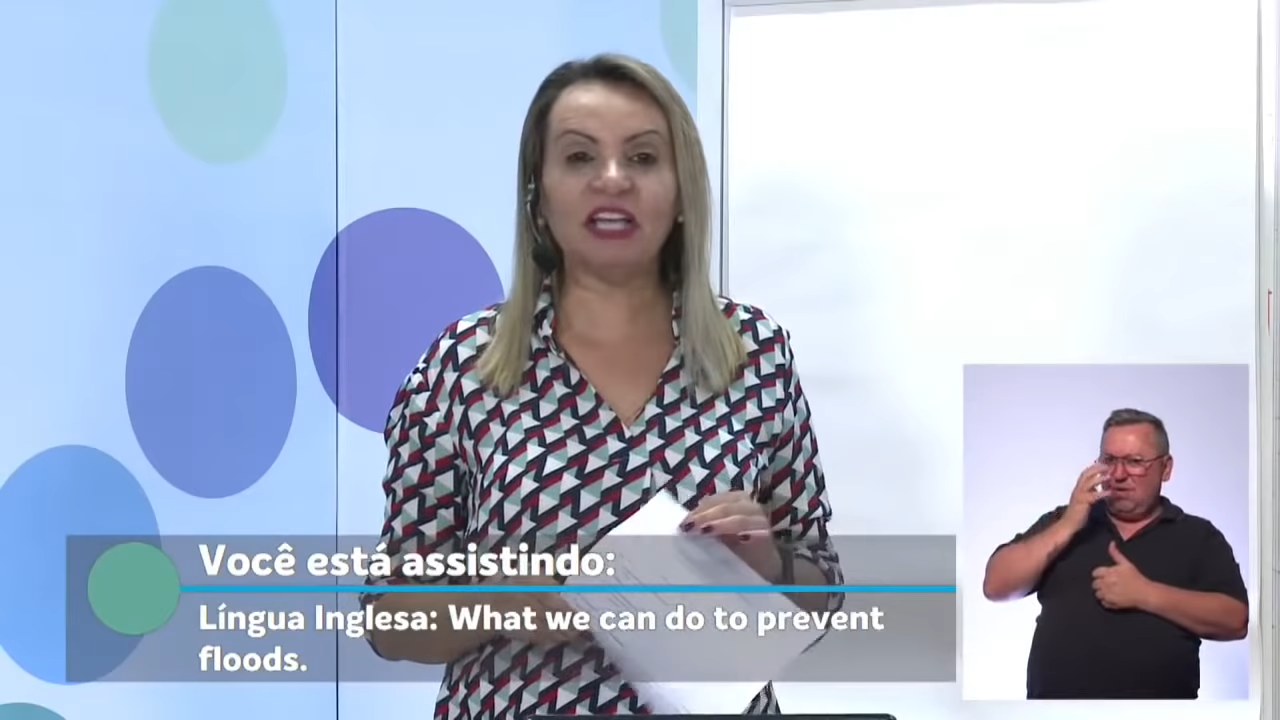 Você está assistindo:
Língua Inglesa: What we can do to prevent
floods.